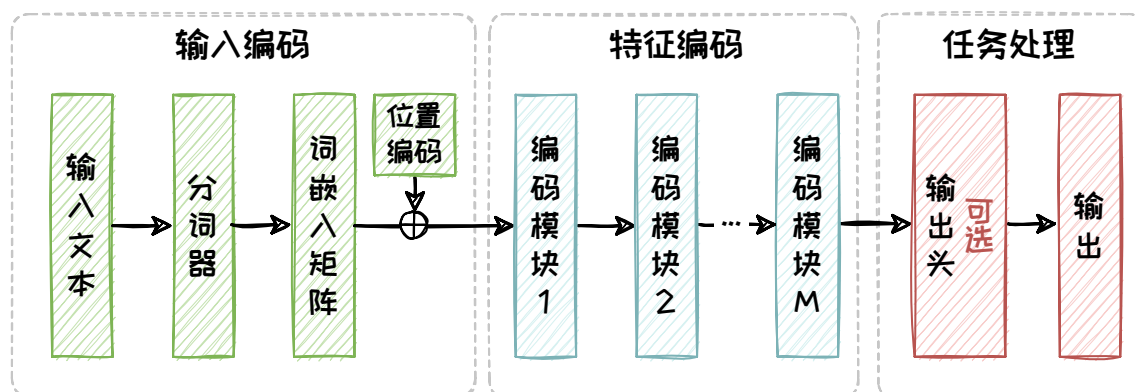 输入编码
输入文本
分词器
词嵌入矩阵
位置
编码
特征编码
编码模块1
编码模块2
...
编码模块M
任务处理
输出头
可选
输出